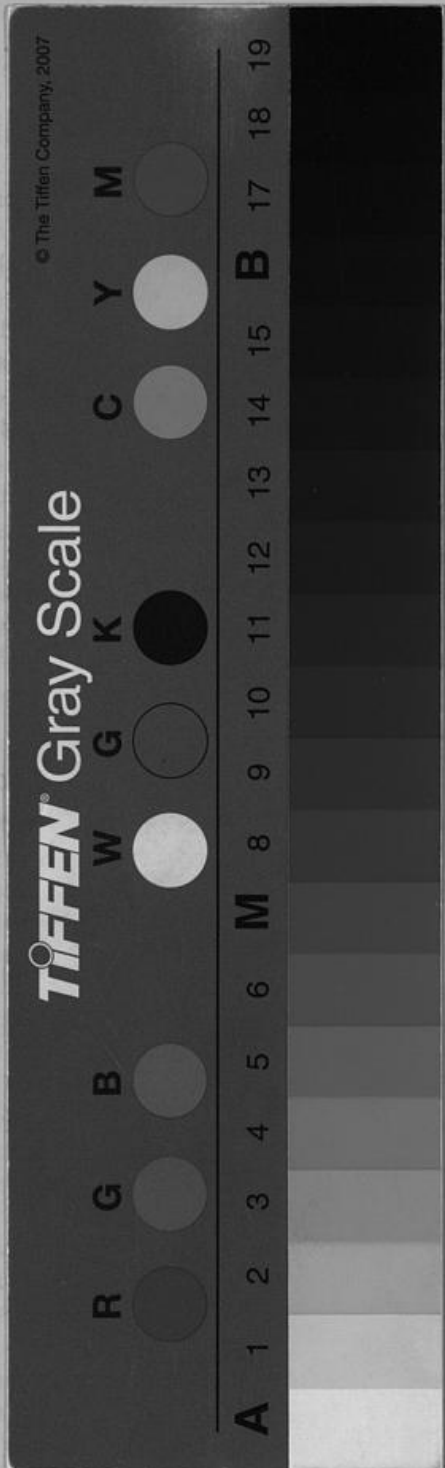 TIFFEN® Gray Scale
© The Tiffen Company, 2007
R G B W G K C Y M
A 1 2 3 4 5 6 M 8 9 10 11 12 13 14 15 B 17 18 19